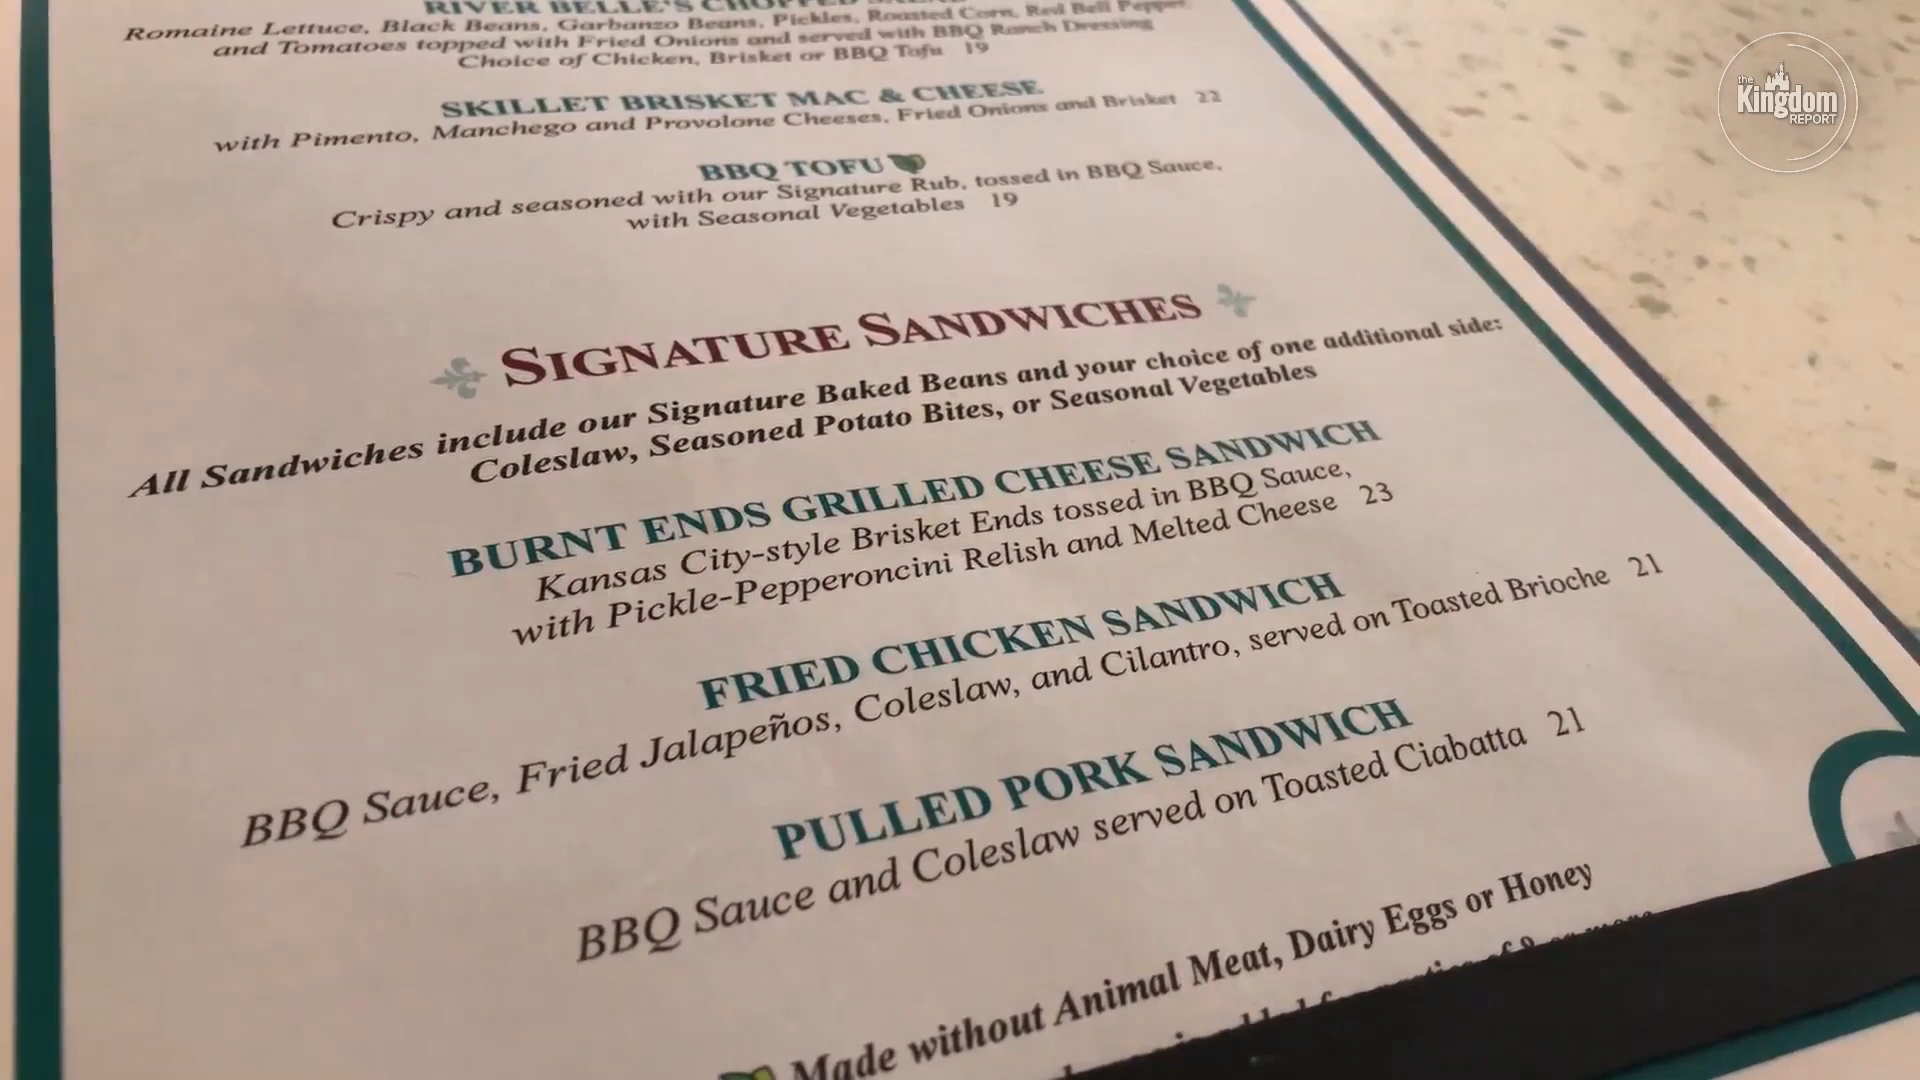 RIVER BELLE'S CHOPPED SALAD
Romaine Lettuce, Black Beans, Garbanzo Beans, Pickles, Roasted Corn, Red Bell Pepper,
and Tomatoes topped with Fried Onions and served with BBQ Ranch Dressing
Choice of Chicken, Brisket or BBQ Tofu 19
SKILLET BRISKET MAC & CHEESE
with Pimento, Manchego and Provolone Cheeses, Fried Onions and Brisket 22
BBQ TOFU
Crispy and seasoned with our Signature Rub, tossed in BBQ Sauce,
with Seasonal Vegetables 19
SIGNATURE SANDWICHES
All Sandwiches include our Signature Baked Beans and your choice of one additional side:
Coleslaw, Seasoned Potato Bites, or Seasonal Vegetables
BURNT ENDS GRILLED CHEESE SANDWICH
Kansas City-style Brisket Ends tossed in BBQ Sauce,
with Pickle-Pepperoncini Relish and Melted Cheese 23
FRIED CHICKEN SANDWICH
BBQ Sauce, Fried Jalapeños, Coleslaw, and Cilantro, served on Toasted Brioche 21
PULLED PORK SANDWICH
BBQ Sauce and Coleslaw served on Toasted Ciabatta 21
Made without Animal Meat, Dairy Eggs or Honey
the
Kingdom
REPORT